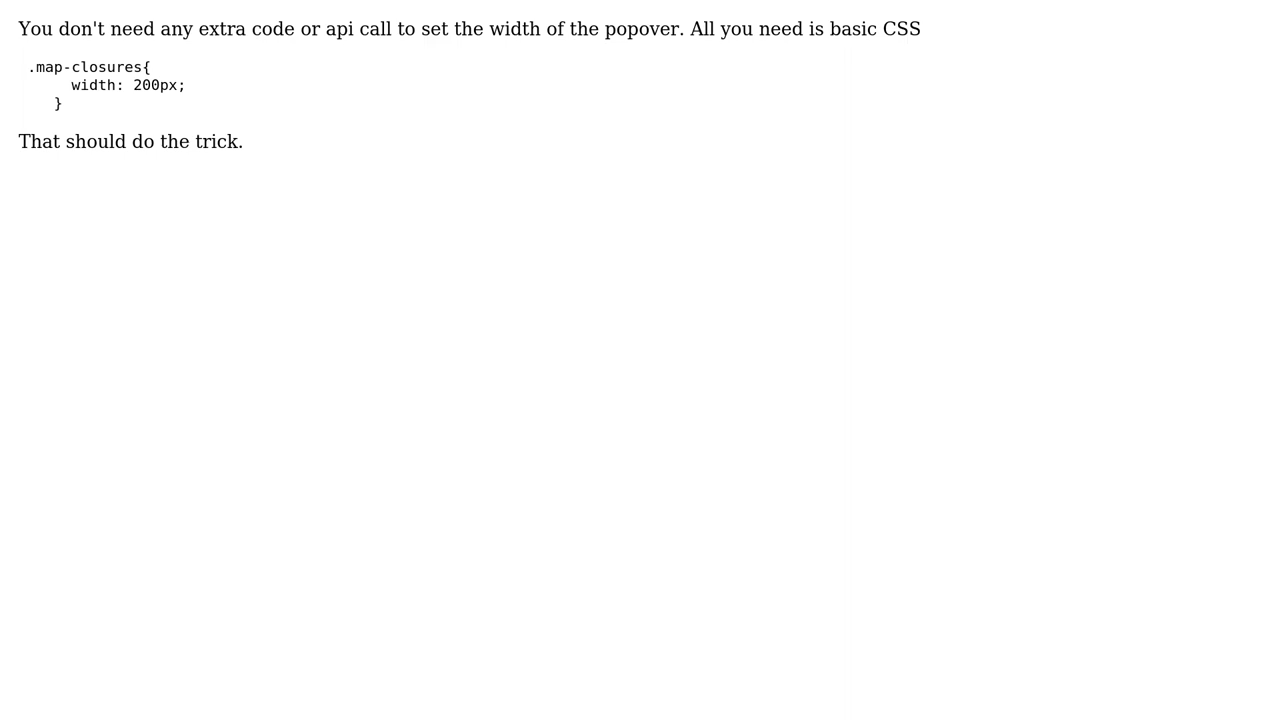 You don't need any extra code or api call to set the width of the popover. All you need is basic CSS
.map-closures{
width: 200px;
}
That should do the trick.